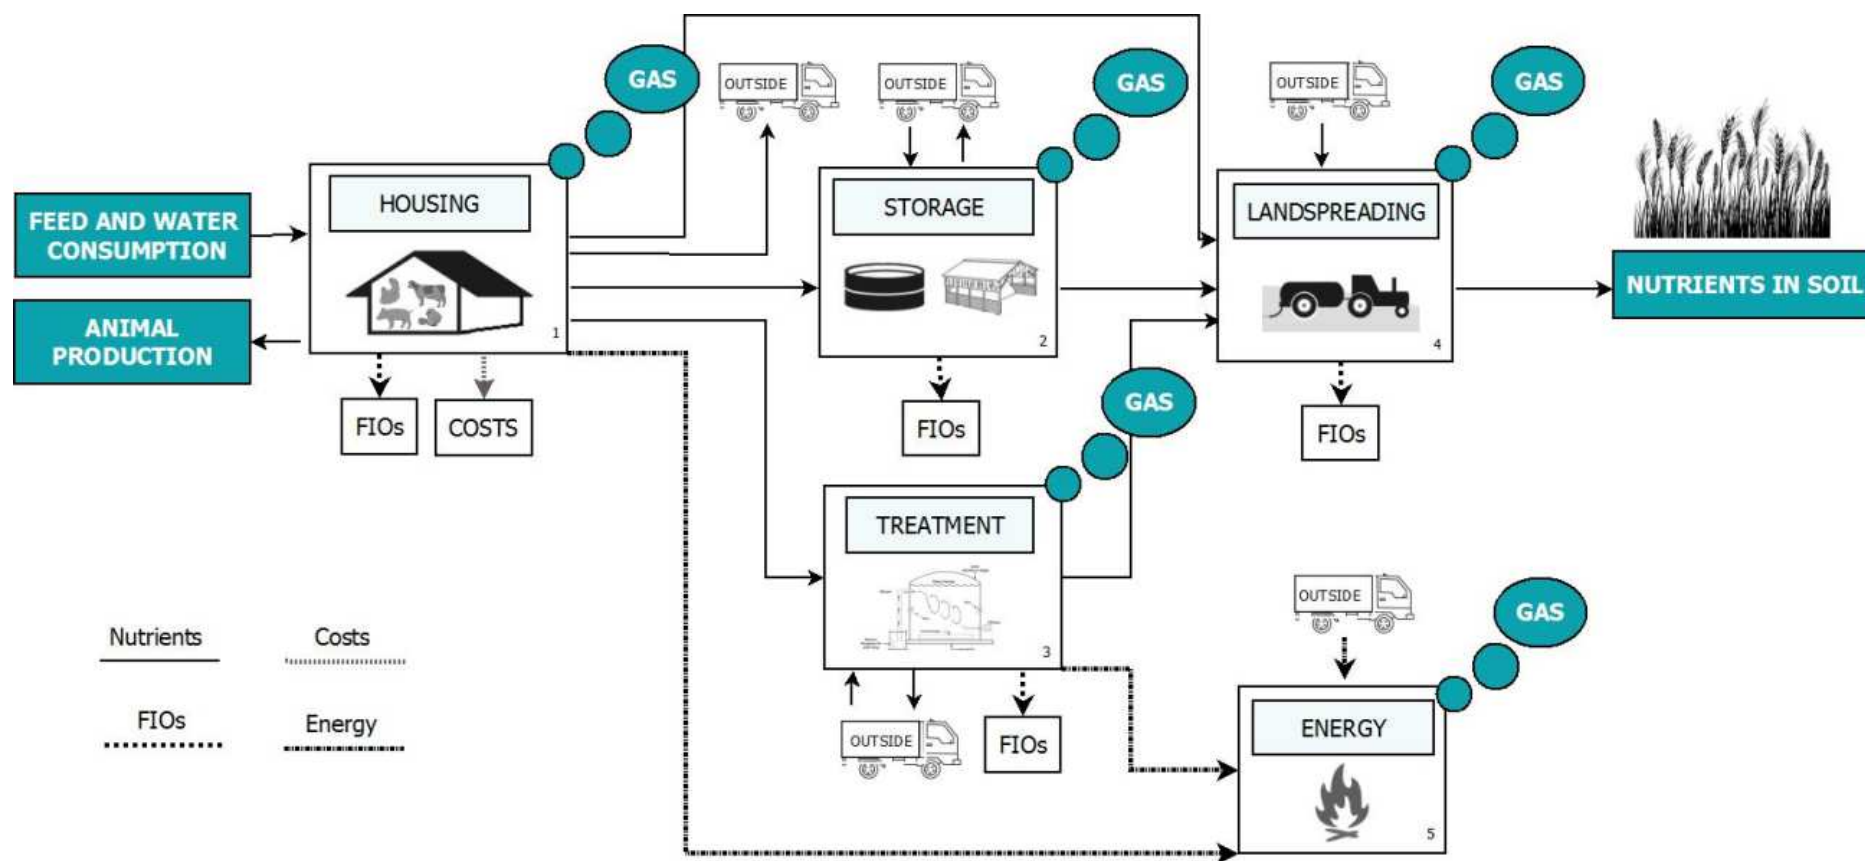 GAS
OUTSIDE
OUTSIDE
GAS
OUTSIDE
GAS
HOUSING
STORAGE
LANDSPREADING
FEED AND WATER
CONSUMPTION
ANIMAL
PRODUCTION
NUTRIENTS IN SOIL
1
2
4
FIOs
COSTS
FIOs
FIOs
GAS
TREATMENT
3
OUTSIDE
FIOs
OUTSIDE
GAS
ENERGY
5
Nutrients
Costs
FIOs
Energy